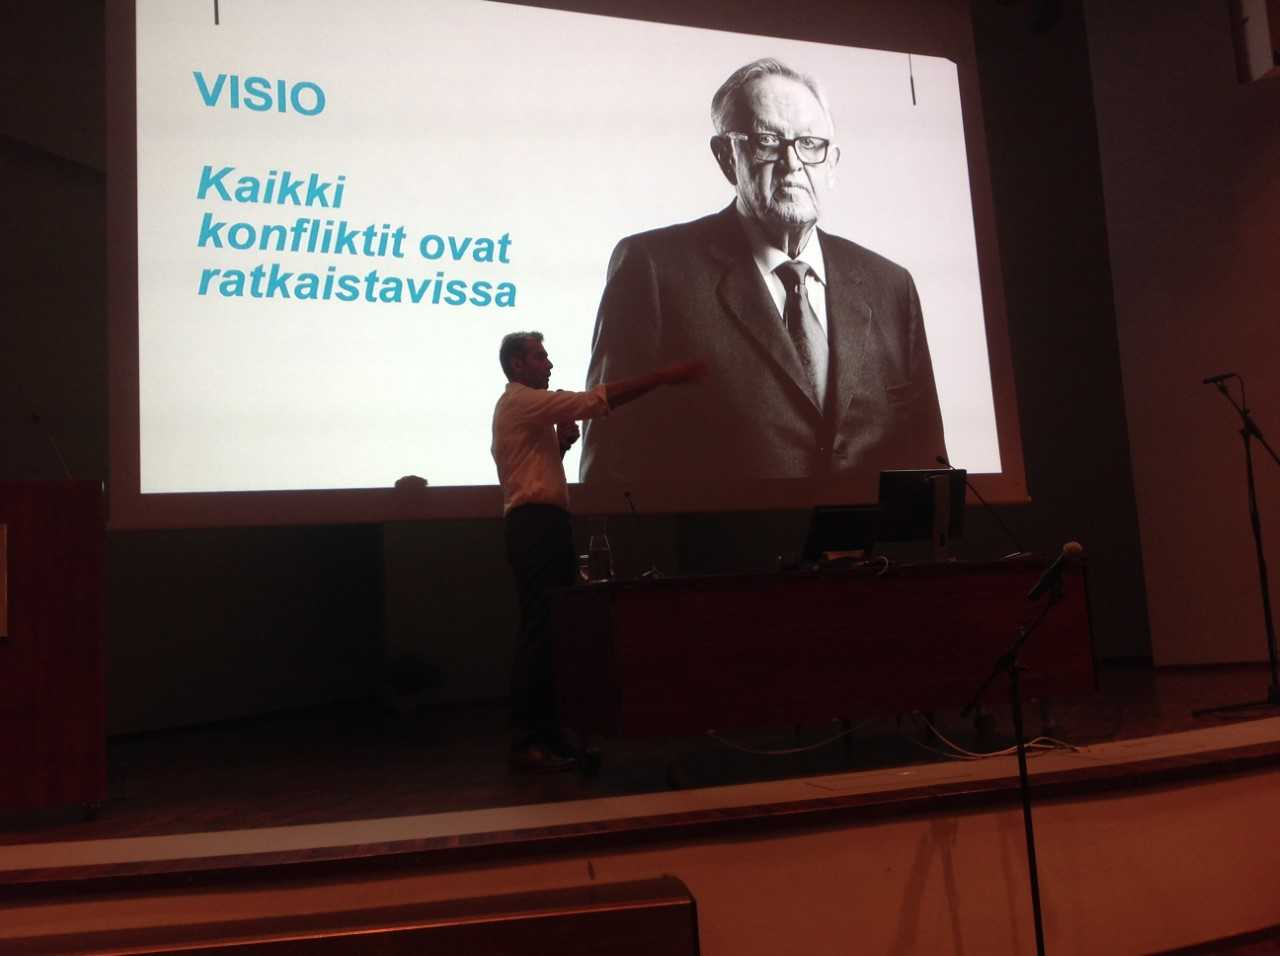 VISIO
Kaikki
konfliktit ovat
ratkaistavissa